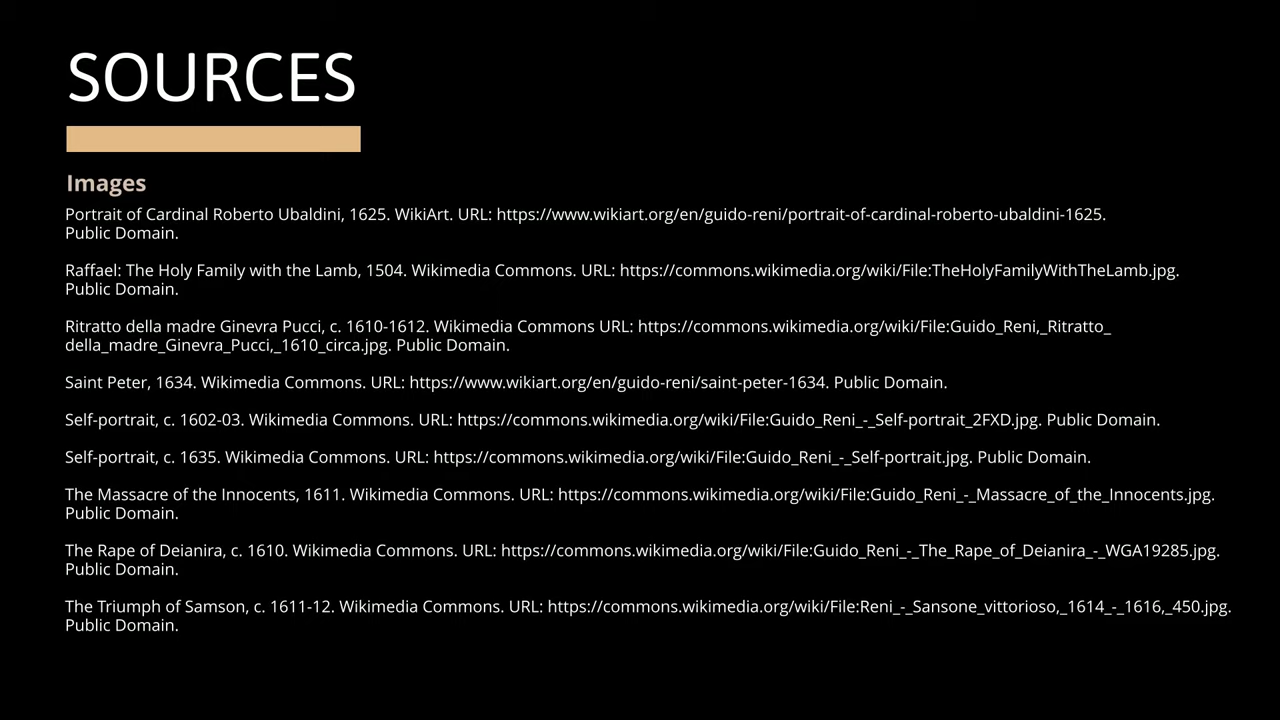 SOURCES
Images
Portrait of Cardinal Roberto Ubaldini, 1625. WikiArt. URL: https://www.wikiart.org/en/guido-reni/portrait-of-cardinal-roberto-ubaldini-1625.
Public Domain.
Raffael: The Holy Family with the Lamb, 1504. Wikimedia Commons. URL: https://commons.wikimedia.org/wiki/File:TheHolyFamilyWithTheLamb.jpg.
Public Domain.
Ritratto della madre Ginevra Pucci, c. 1610-1612. Wikimedia Commons URL: https://commons.wikimedia.org/wiki/File:Guido_Reni,_Ritratto_
della_madre_Ginevra_Pucci,_1610_circa.jpg. Public Domain.
Saint Peter, 1634. Wikimedia Commons. URL: https://www.wikiart.org/en/guido-reni/saint-peter-1634. Public Domain.
Self-portrait, c. 1602-03. Wikimedia Commons. URL: https://commons.wikimedia.org/wiki/File:Guido_Reni_-_Self-portrait_2FXD.jpg. Public Domain.
Self-portrait, c. 1635. Wikimedia Commons. URL: https://commons.wikimedia.org/wiki/File:Guido_Reni_-_Self-portrait.jpg. Public Domain.
The Massacre of the Innocents, 1611. Wikimedia Commons. URL: https://commons.wikimedia.org/wiki/File:Guido_Reni_-_Massacre_of_the_Innocents.jpg.
Public Domain.
The Rape of Deianira, c. 1610. Wikimedia Commons. URL: https://commons.wikimedia.org/wiki/File:Guido_Reni_-_The_Rape_of_Deianira_-_WGA19285.jpg.
Public Domain.
The Triumph of Samson, c. 1611-12. Wikimedia Commons. URL: https://commons.wikimedia.org/wiki/File:Reni_-_Sansone_vittorioso,_1614_-_1616,_450.jpg.
Public Domain.